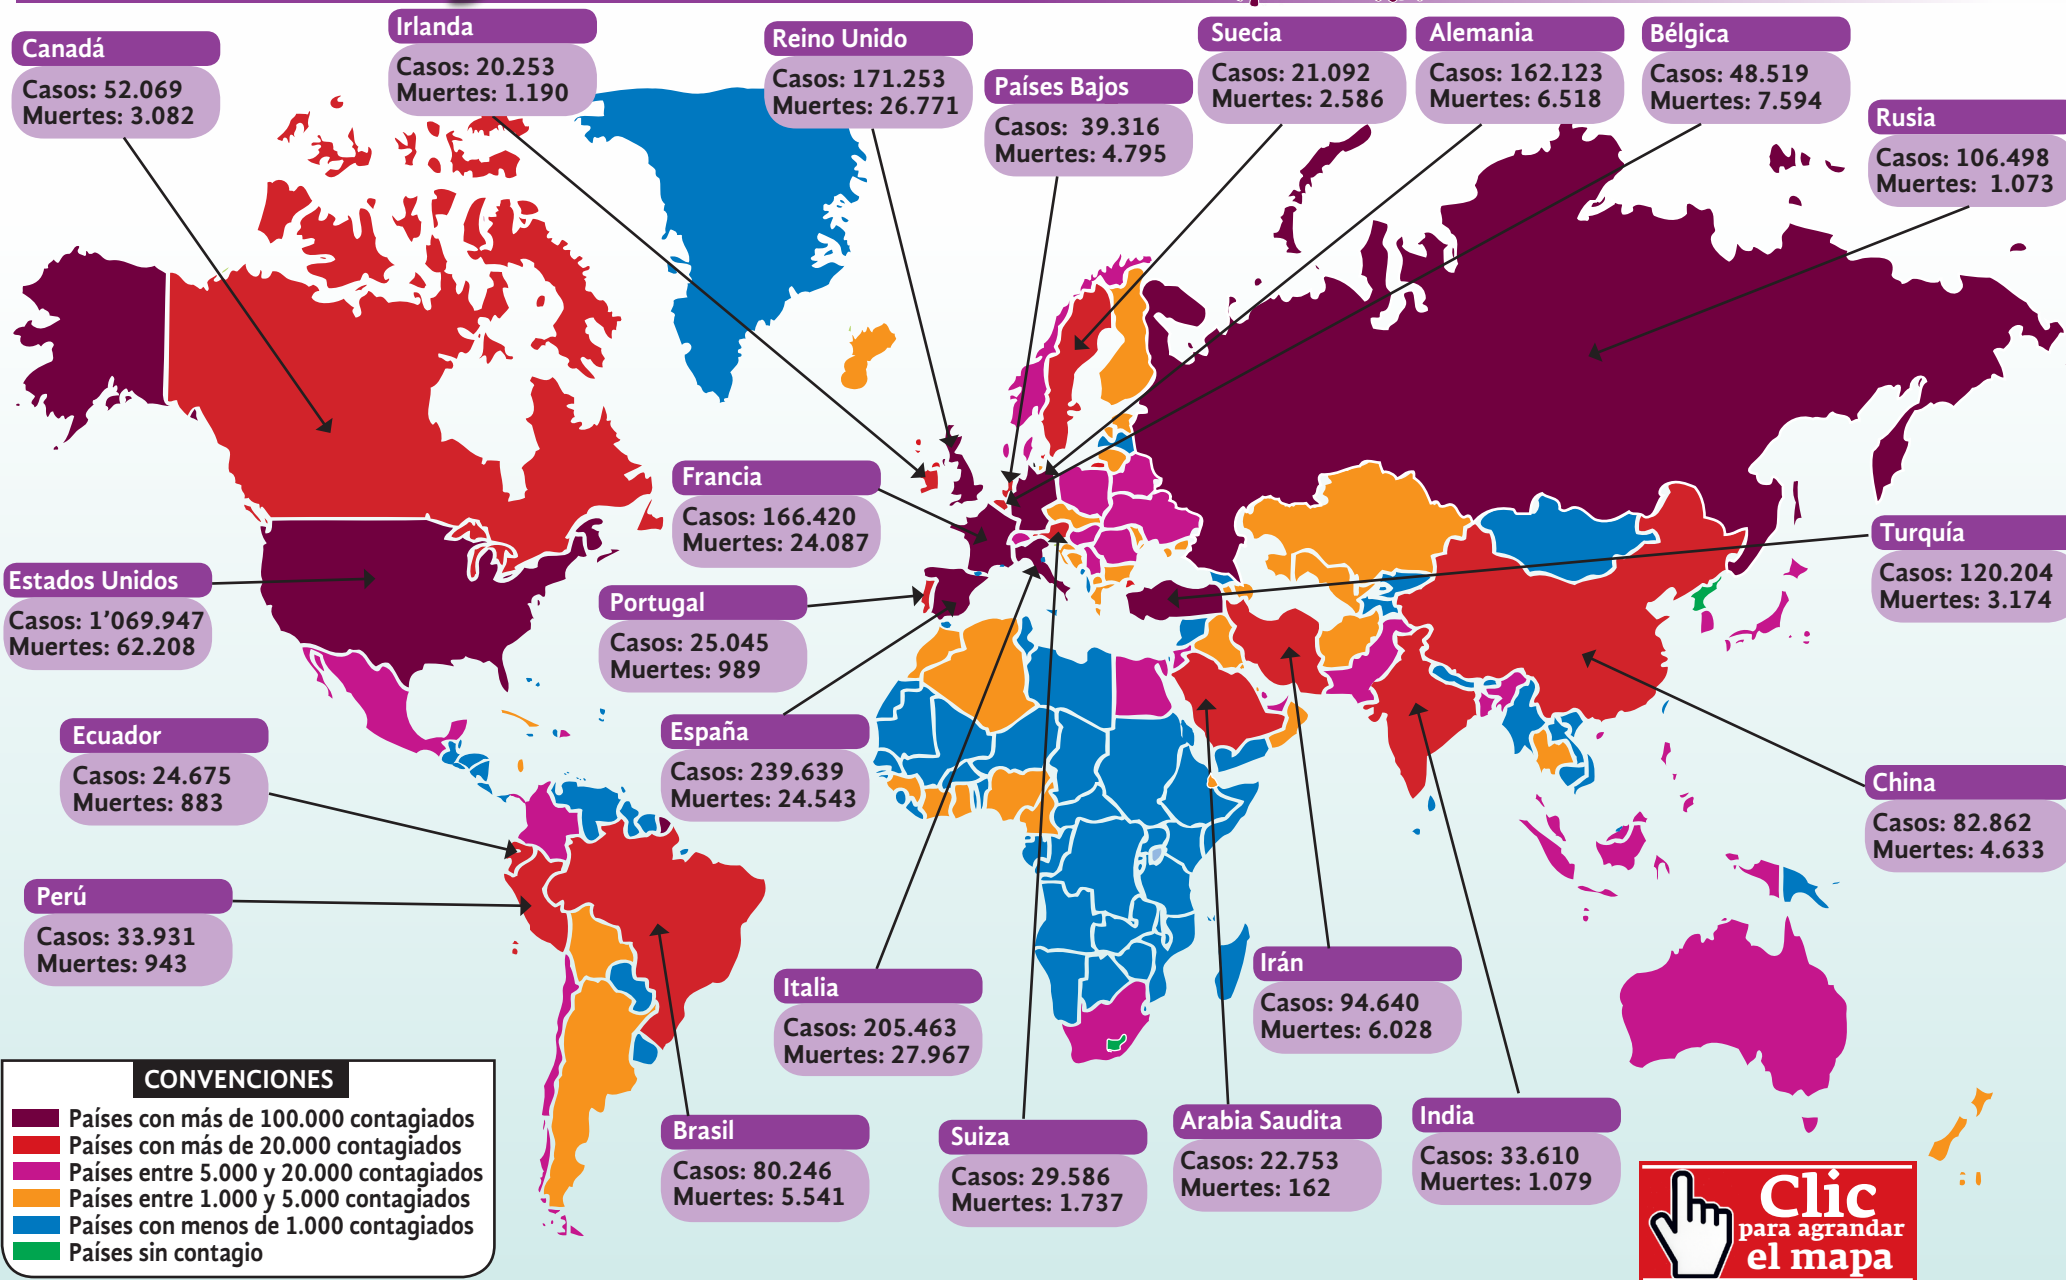 Canadá
Casos: 52.069
Muertes: 3.082
Irlanda
Casos: 20.253
Muertes: 1.190
Reino Unido
Casos: 171.253
Muertes: 26.771
Países Bajos
Casos: 39.316
Muertes: 4.795
Suecia
Casos: 21.092
Muertes: 2.586
Alemania
Casos: 162.123
Muertes: 6.518
Bélgica
Casos: 48.519
Muertes: 7.594
Rusia
Casos: 106.498
Muertes: 1.073
Francia
Casos: 166.420
Muertes: 24.087
Turquía
Casos: 120.204
Muertes: 3.174
Estados Unidos
Casos: 1’069.947
Muertes: 62.208
Portugal
Casos: 25.045
Muertes: 989
Ecuador
Casos: 24.675
Muertes: 883
España
Casos: 239.639
Muertes: 24.543
China
Casos: 82.862
Muertes: 4.633
Perú
Casos: 33.931
Muertes: 943
Italia
Casos: 205.463
Muertes: 27.967
Irán
Casos: 94.640
Muertes: 6.028
Brasil
Casos: 80.246
Muertes: 5.541
Suiza
Casos: 29.586
Muertes: 1.737
Arabia Saudita
Casos: 22.753
Muertes: 162
India
Casos: 33.610
Muertes: 1.079
CONVENCIONES
Países con más de 100.000 contagiados
Países con más de 20.000 contagiados
Países entre 5.000 y 20.000 contagiados
Países entre 1.000 y 5.000 contagiados
Países con menos de 1.000 contagiados
Países sin contagio
Clic
para agrandar
el mapa